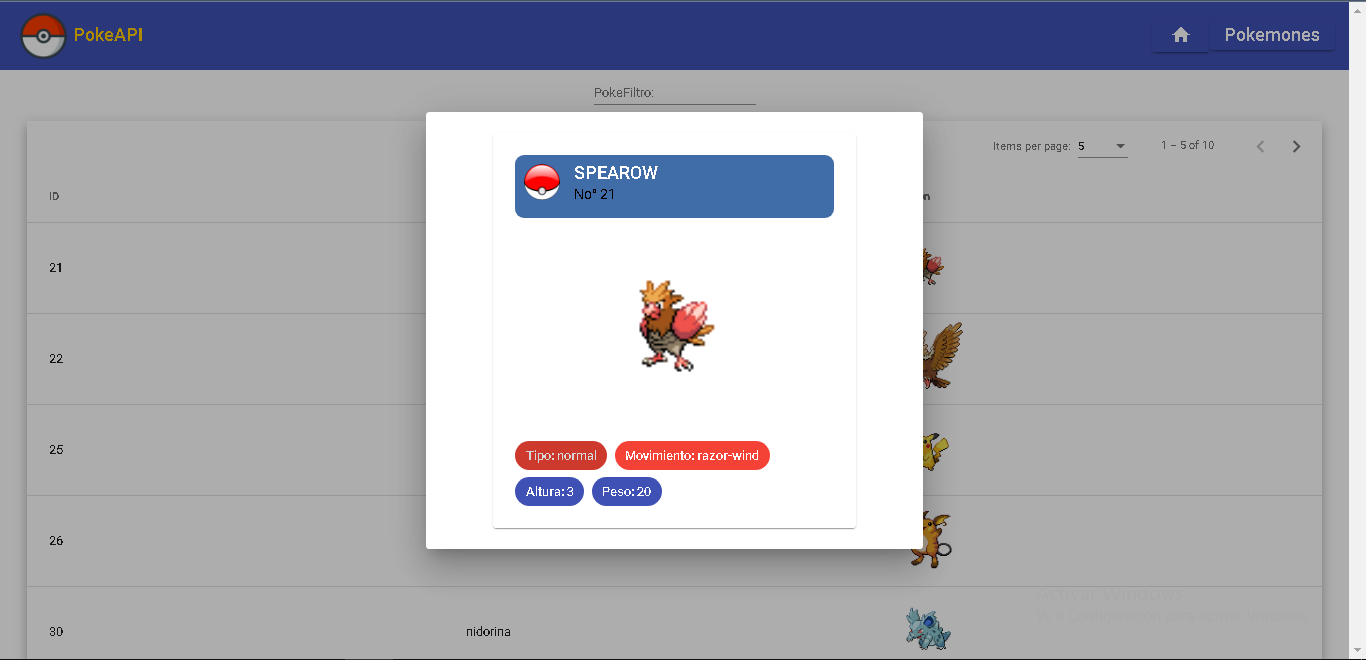 PokeAPI
Pokemones
PokeFiltro:
Items per page: 5
1 – 5 of 10
ID
21
22
25
26
30
nidorina
SPEAROW
No° 21
Tipo: normal
Movimiento: razor-wind
Altura: 3
Peso: 20
Activar Windows